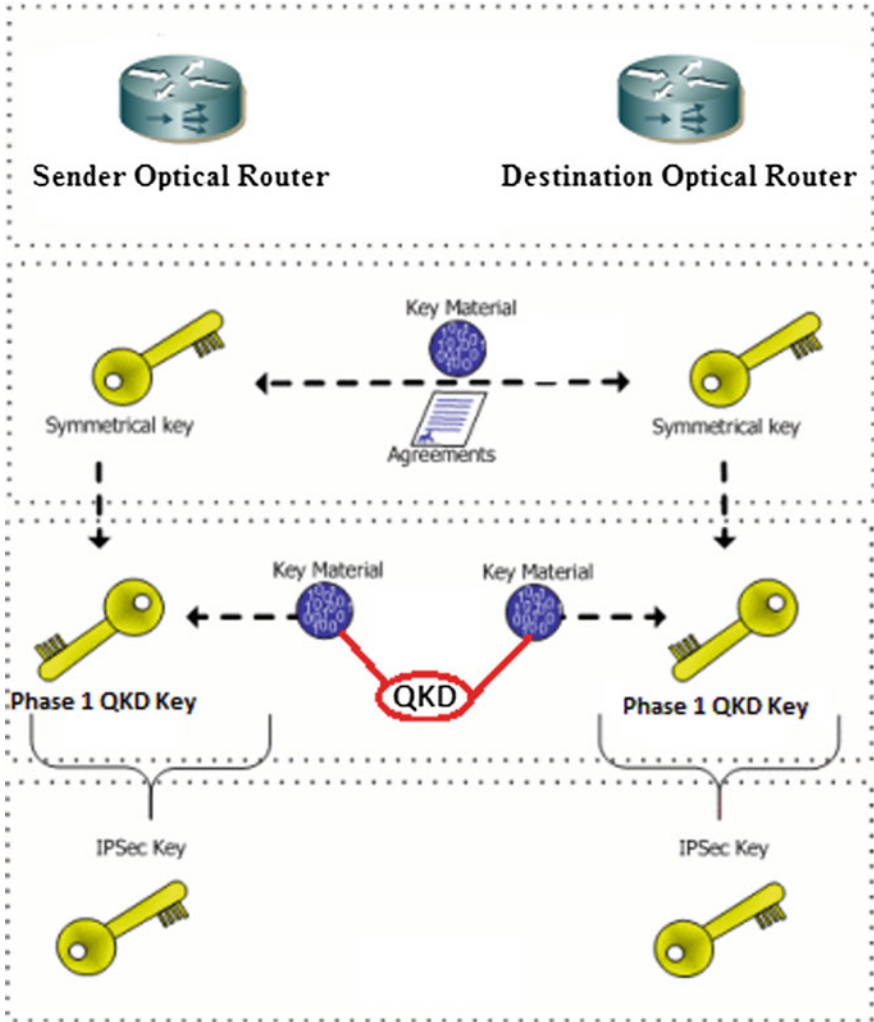 Sender Optical Router
Destination Optical Router
Key Material
Symmetrical key
Symmetrical key
Agreements
Key Material
Key Material
QKD
Phase 1 QKD Key
Phase 1 QKD Key
IPSec Key
IPSec Key